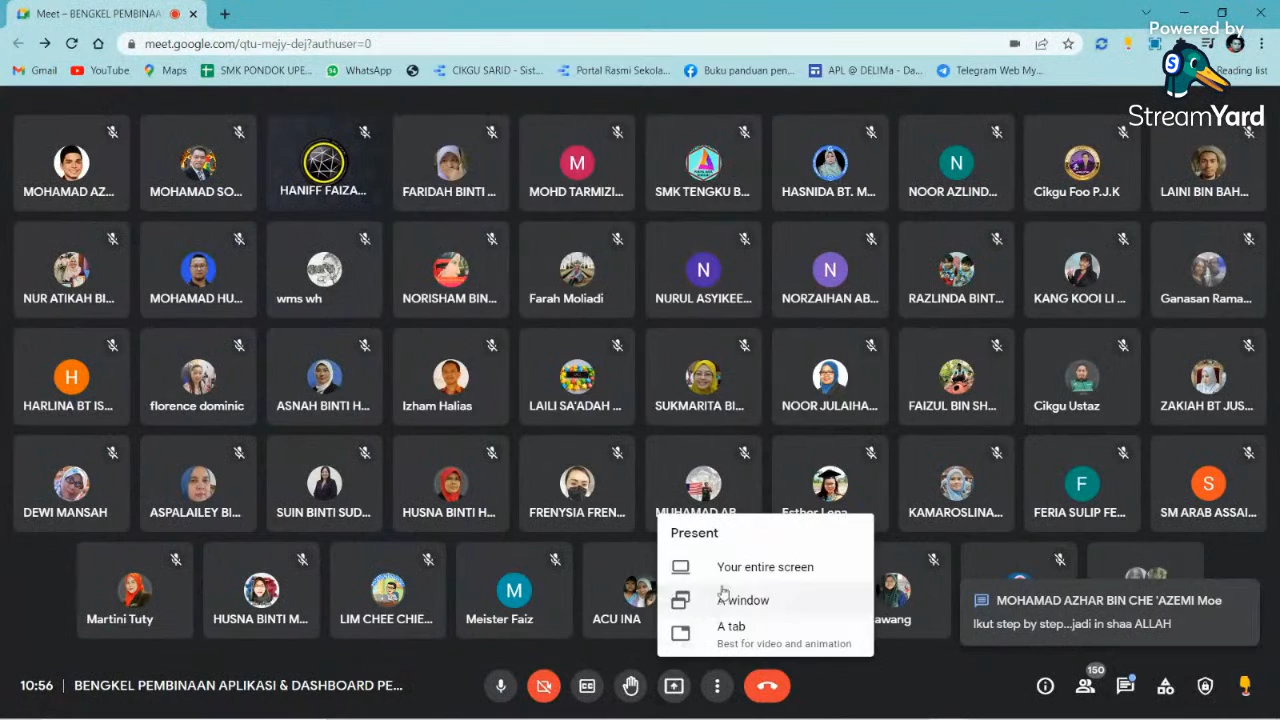 Meet – BENGKEL PEMBINAA
meet.google.com/qtu-mejy-dej?authuser=0
Powered by
StreamYard
Gmail YouTube Maps SMK PONDOK UPE... WhatsApp CIKGU SARID - Sist... Portal Rasmi Sekola... Buku panduan pen... APL @ DELIMa - Da... Telegram Web My... Reading list
MOHAMAD AZ... MOHAMAD SO... HANIFF FAIZA... FARIDAH BINTI ... M MOHD TARMIZI... SMK TENGKU B... HASNIDA BT. M... N NOOR AZLIND... Cikgu Foo P.J.K LAINI BIN BAH...
NUR ATIKAH BI... MOHAMAD HU... wms wh NORISHAM BIN... Farah Moliadi N NURUL ASYIKEE... N NORZAIHAN AB... RAZLINDA BINT... KANG KOOI LI ... Ganasan Rama...
H HARLINA BT IS... florence dominic ASNAH BINTI H... Izham Halias LAILI SA'ADAH ... SUKMARITA BI... NOOR JULAIHA... FAIZUL BIN SH... Cikgu Ustaz ZAKIAH BT JUS...
DEWI MANSAH ASPALAILEY BI... SUIN BINTI SUD... HUSNA BINTI H... FRENYSIA FREN... MUHAMAD AB Esther Lena KAMAROSLINA... F FERIA SULIP FE... S SM ARAB ASSAI...
Present
Your entire screen
A window
A tab
Best for video and animation
Martini Tuty HUSNA BINTI M... LIM CHEE CHIE... M Meister Faiz ACU INA awang
MOHAMAD AZHAR BIN CHE 'AZEMI Moe
Ikut step by step...jadi in shaa ALLAH
10:56 | BENGKEL PEMBINAAN APLIKASI & DASHBOARD PE...
150